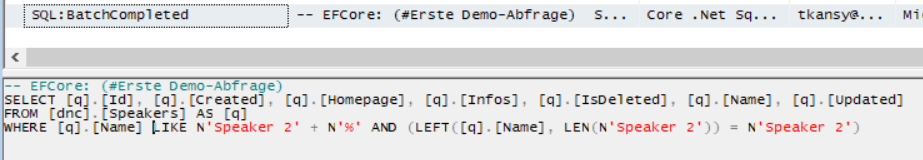 SQL:BatchCompleted -- EFCore: (#Erste Demo-Abfrage) S... Core .Net Sq... tkansy@... Mi
-- EFCore: (#Erste Demo-Abfrage)
SELECT [q].[Id], [q].[Created], [q].[Homepage], [q].[Infos], [q].[IsDeleted], [q].[Name], [q].[Updated]
FROM [dnc].[Speakers] AS [q]
WHERE [q].[Name] LIKE N'Speaker 2' + N'%' AND (LEFT([q].[Name], LEN(N'Speaker 2')) = N'Speaker 2')